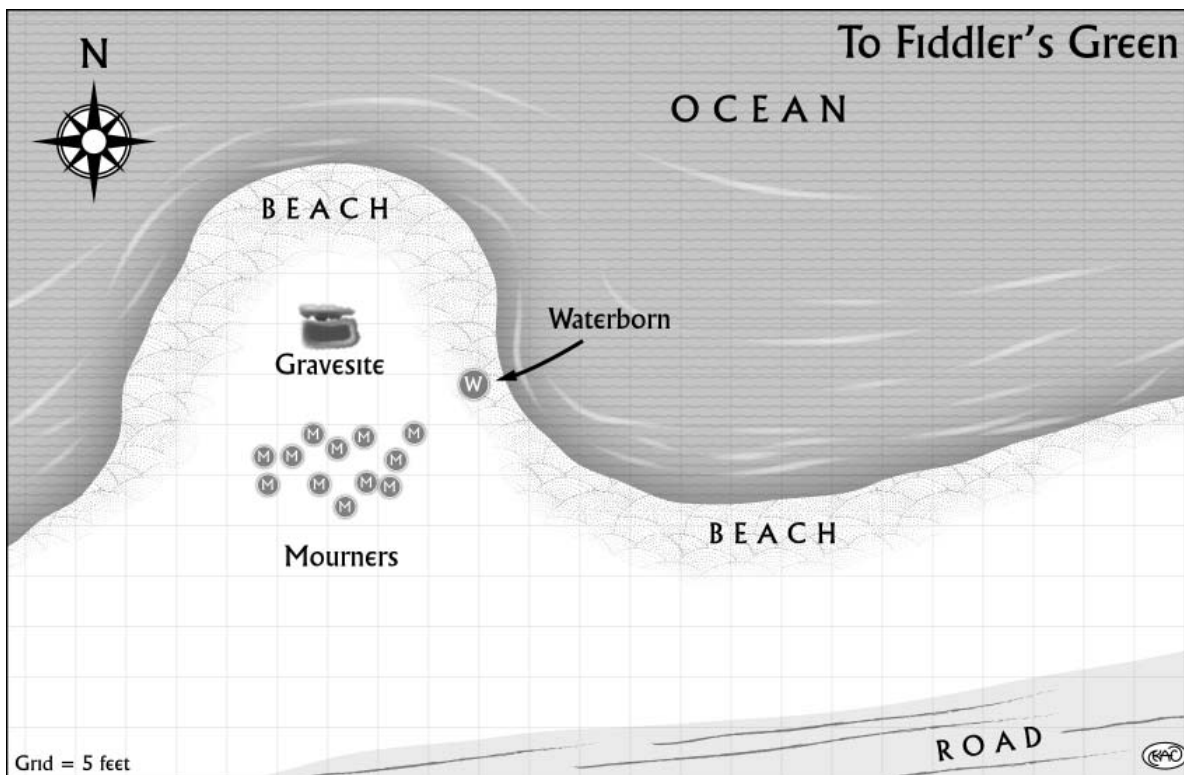 To Fiddler's Green
N
OCEAN
BEACH
Waterborn
Gravesite
W
M M M
M M M M
M M M M
M
Mourners
BEACH
ROAD
Grid = 5 feet